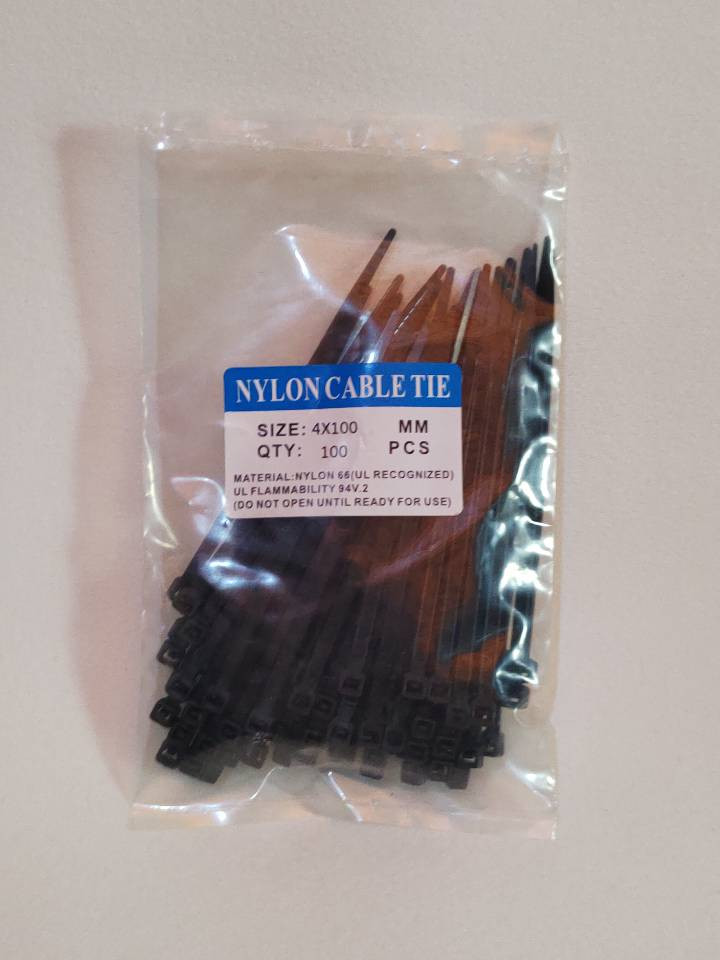 NYLON CABLE TIE
SIZE: 4X100 MM
QTY: 100 PCS
MATERIAL:NYLON 66(UL RECOGNIZED)
UL FLAMMABILITY 94V.2
(DO NOT OPEN UNTIL READY FOR USE)